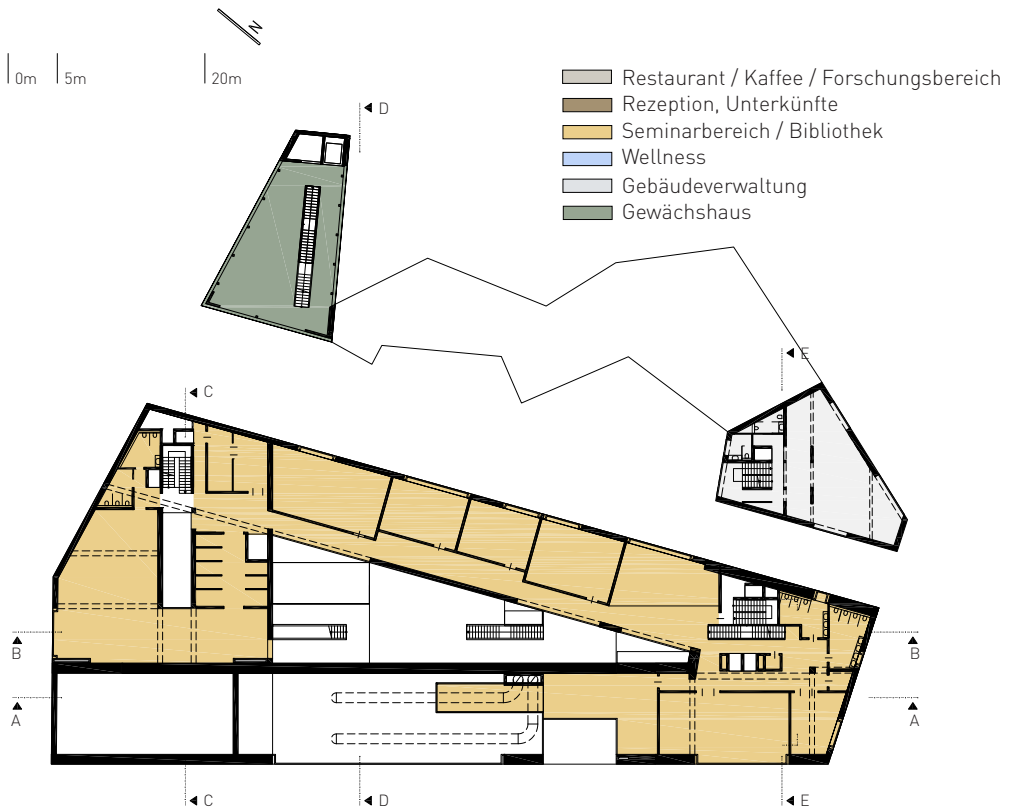 N
0m 5m 20m
Restaurant / Kaffee / Forschungsbereich
Rezeption, Unterkünfte
Seminarbereich / Bibliothek
Wellness
Gebäudeverwaltung
Gewächshaus
D
E
C
B B
A A
C D E